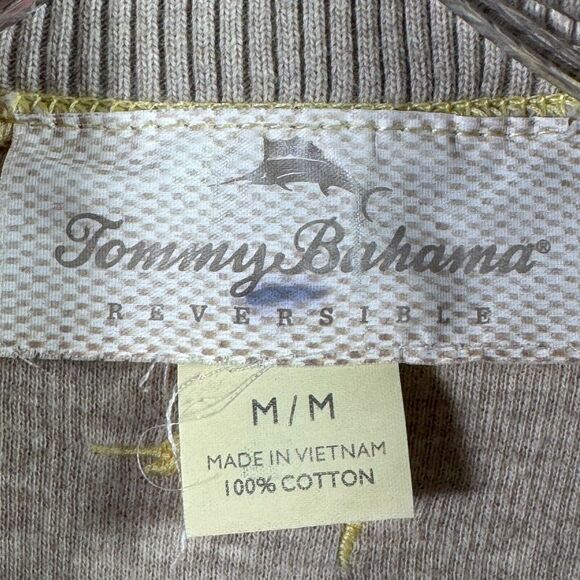 Tommy Bahama®
REVERSIBLE
M/M
MADE IN VIETNAM
100% COTTON